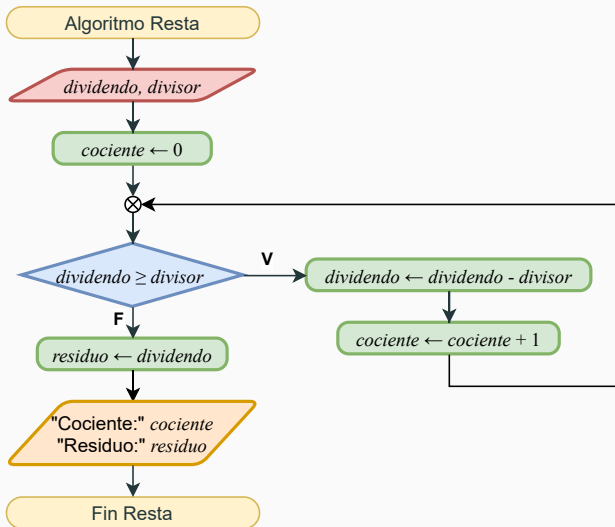 Algoritmo Resta
dividendo, divisor
cociente ← 0
dividendo ≥ divisor
V
dividendo ← dividendo - divisor
cociente ← cociente + 1
F
residuo ← dividendo
"Cociente:" cociente
"Residuo:" residuo
Fin Resta